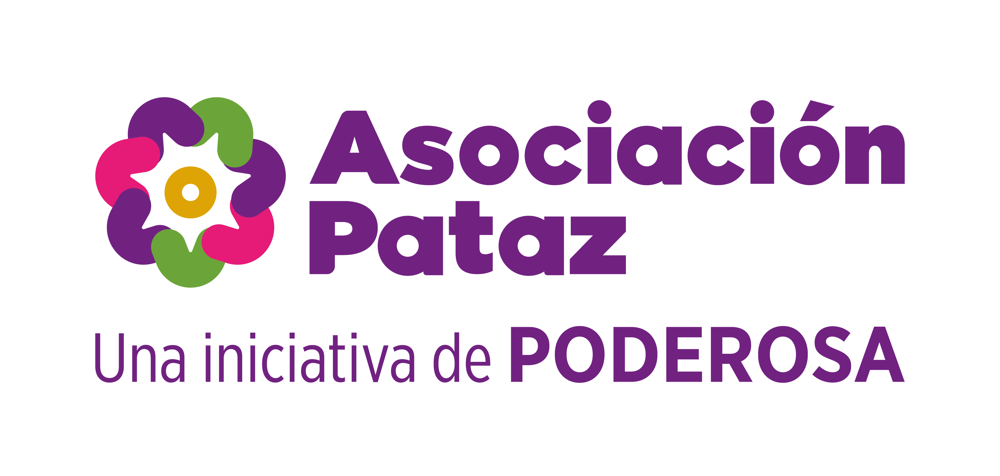 Asociación
Pataz
Una iniciativa de PODEROSA